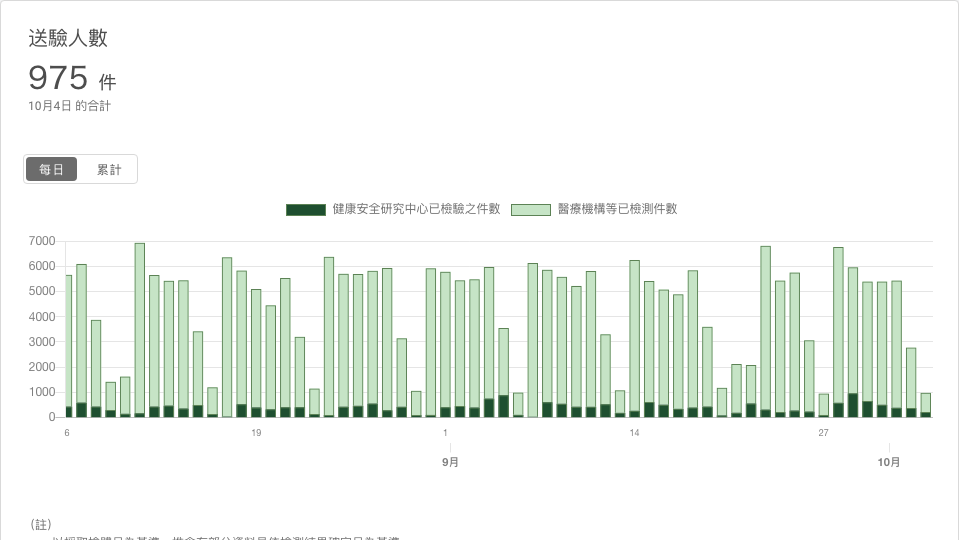 送驗人數
975 件
10月4日 的合計
每日 累計
健康安全研究中心已檢驗之件數 醫療機構等已檢測件數
7000
6000
5000
4000
3000
2000
1000
0
6 19 1 14 27
9月 10月
（註）